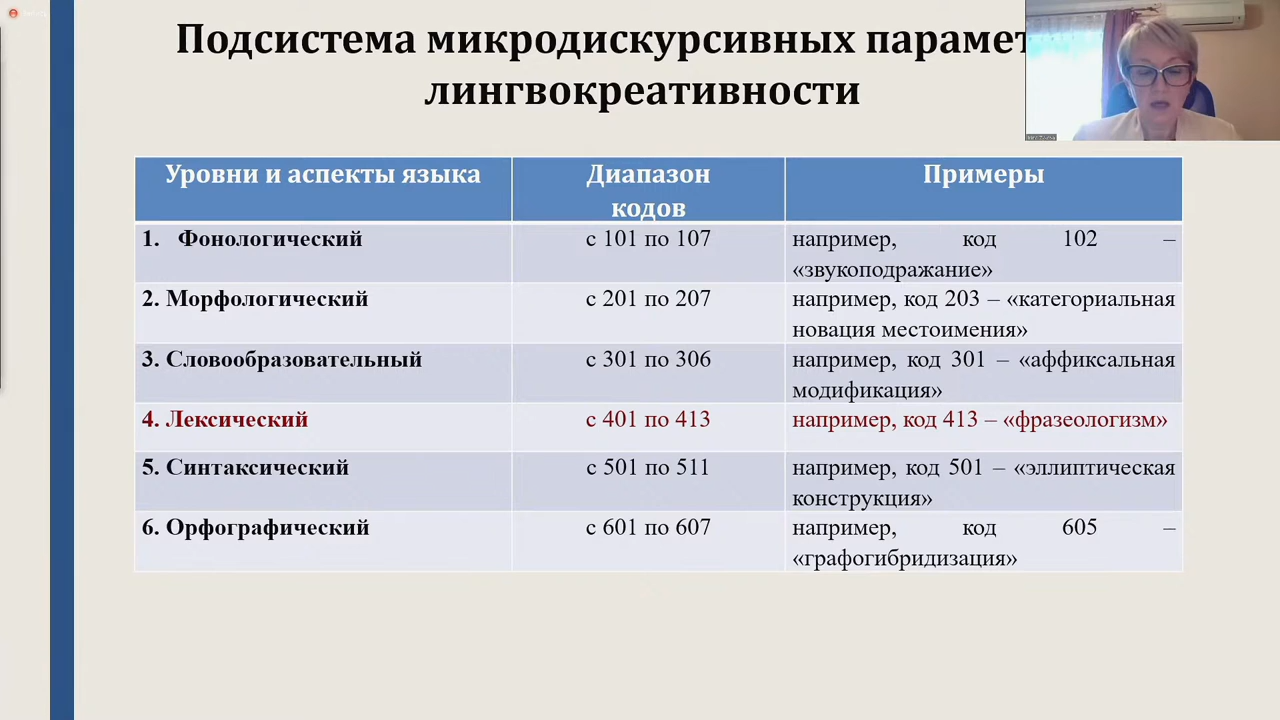 Подсистема микродискурсивных парамет
лингвокреативности
Уровни и аспекты языка
Диапазон
кодов
Примеры
1. Фонологический
с 101 по 107
например, код 102 –
«звукоподражание»
2. Морфологический
с 201 по 207
например, код 203 – «категориальная
новация местоимения»
3. Словообразовательный
с 301 по 306
например, код 301 – «аффиксальная
модификация»
4. Лексический
с 401 по 413
например, код 413 – «фразеологизм»
5. Синтаксический
с 501 по 511
например, код 501 – «эллиптическая
конструкция»
6. Орфографический
с 601 по 607
например, код 605 –
«графогибридизация»